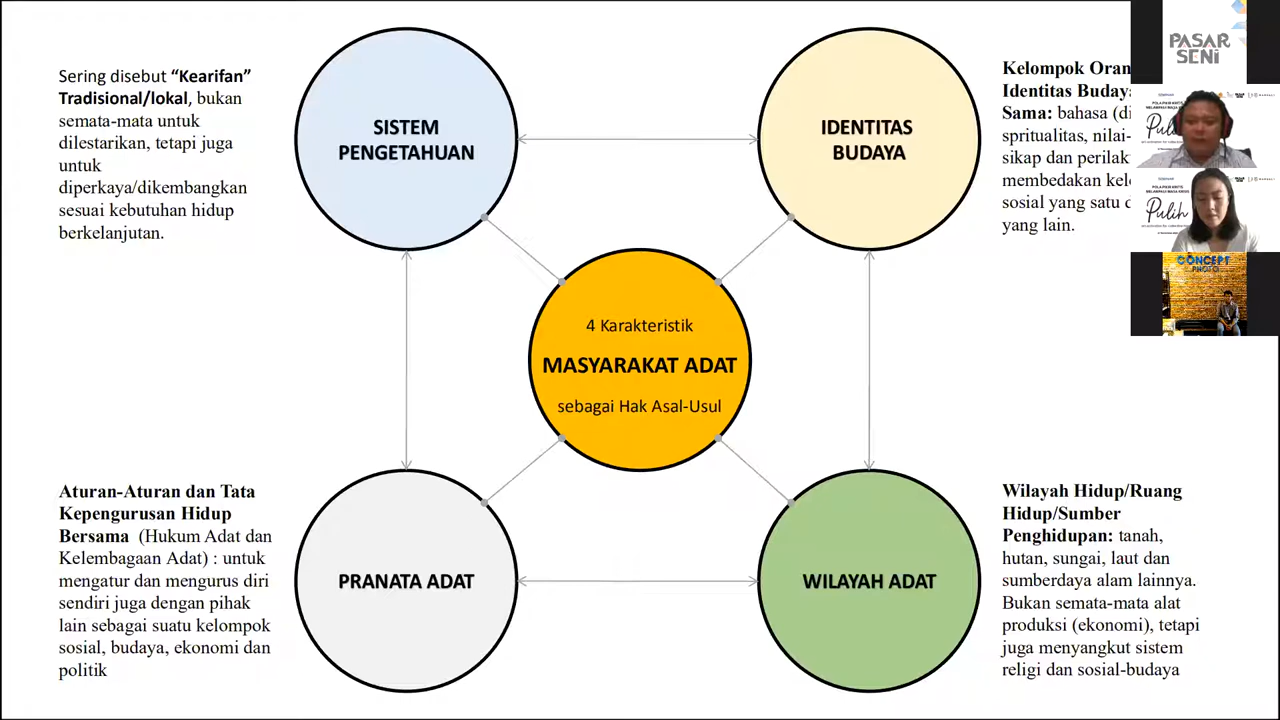 Sering disebut “Kearifan”
Tradisional/lokal, bukan
semata-mata untuk
dilestarikan, tetapi juga
untuk
diperkaya/dikembangkan
sesuai kebutuhan hidup
berkelanjutan.
SISTEM
PENGETAHUAN
IDENTITAS
BUDAYA
Kelompok Oran
Identitas Budaya
Sama: bahasa (di
spritualitas, nilai-
sikap dan perilak
membedakan kel
sosial yang satu d
yang lain.
PASAR
SENI
Pulih
CONCEPT
PHOTO
4 Karakteristik
MASYARAKAT ADAT
sebagai Hak Asal-Usul
Aturan-Aturan dan Tata
Kepengurusan Hidup
Bersama (Hukum Adat dan
Kelembagaan Adat) : untuk
mengatur dan mengurus diri
sendiri juga dengan pihak
lain sebagai suatu kelompok
sosial, budaya, ekonomi dan
politik
PRANATA ADAT
WILAYAH ADAT
Wilayah Hidup/Ruang
Hidup/Sumber
Penghidupan: tanah,
hutan, sungai, laut dan
sumberdaya alam lainnya.
Bukan semata-mata alat
produksi (ekonomi), tetapi
juga menyangkut sistem
religi dan sosial-budaya